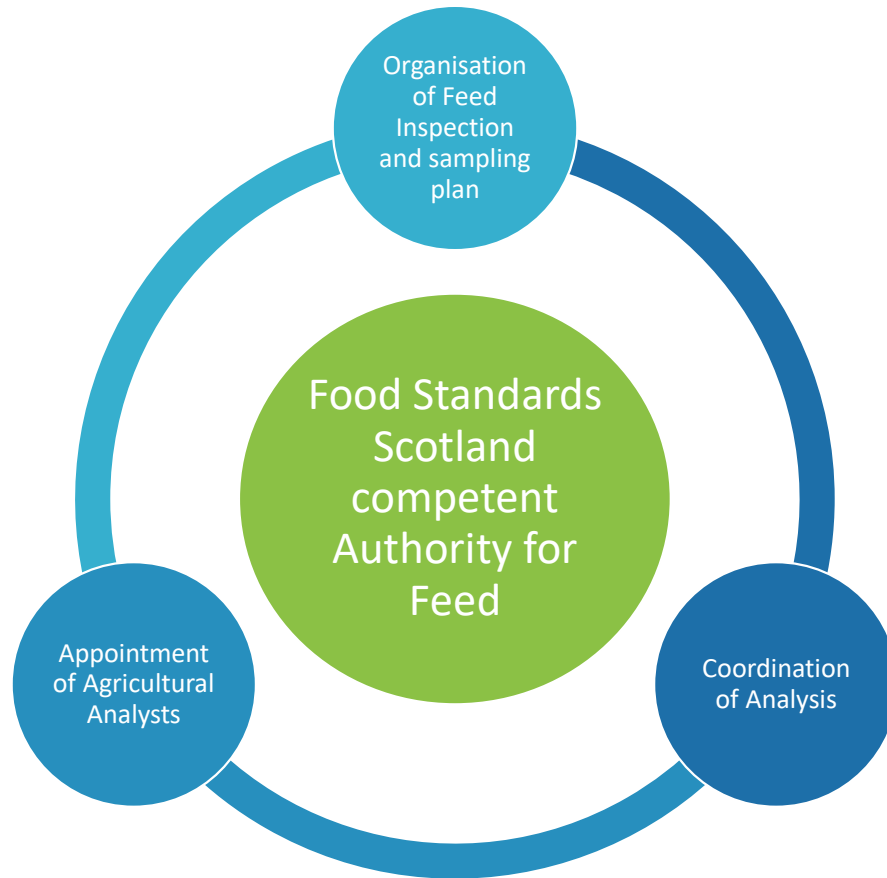 Organisation
of Feed
Inspection
and sampling
plan
Food Standards
Scotland
competent
Authority for
Feed
Appointment
of Agricultural
Analysts
Coordination
of Analysis